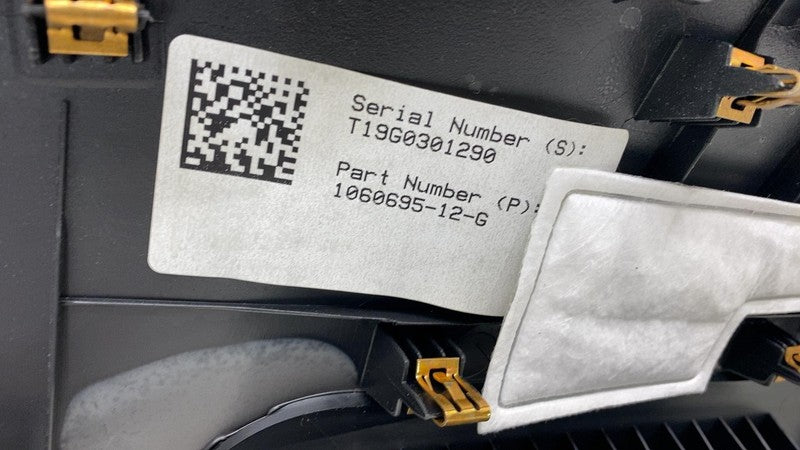 Serial Number (S):
T19G0301290
Part Number (P):
1060695-12-G